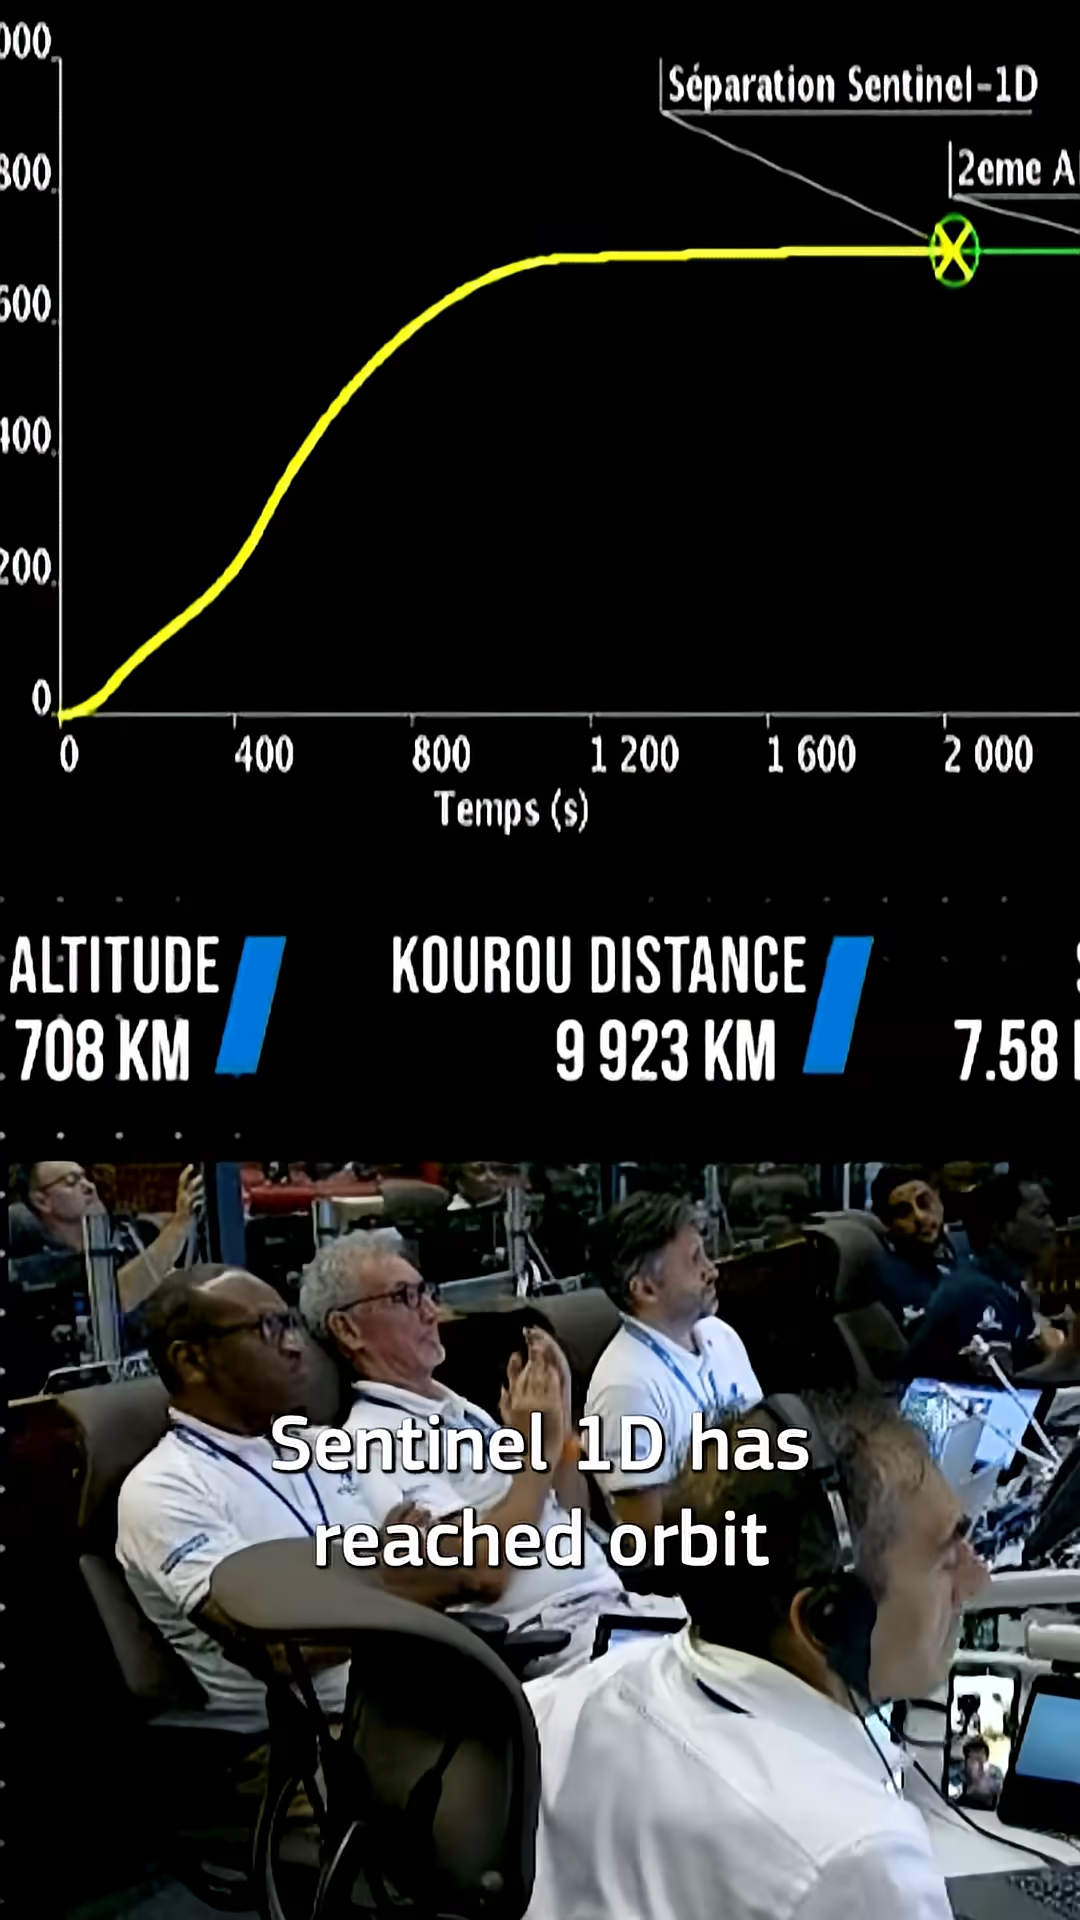 000
Séparation Sentinel-1D
800
2eme A
600
400
200
0
0 400 800 1 200 1 600 2 000
Temps (s)
ALTITUDE KOUROU DISTANCE S
708 KM 9 923 KM 7.58
Sentinel 1D has
reached orbit